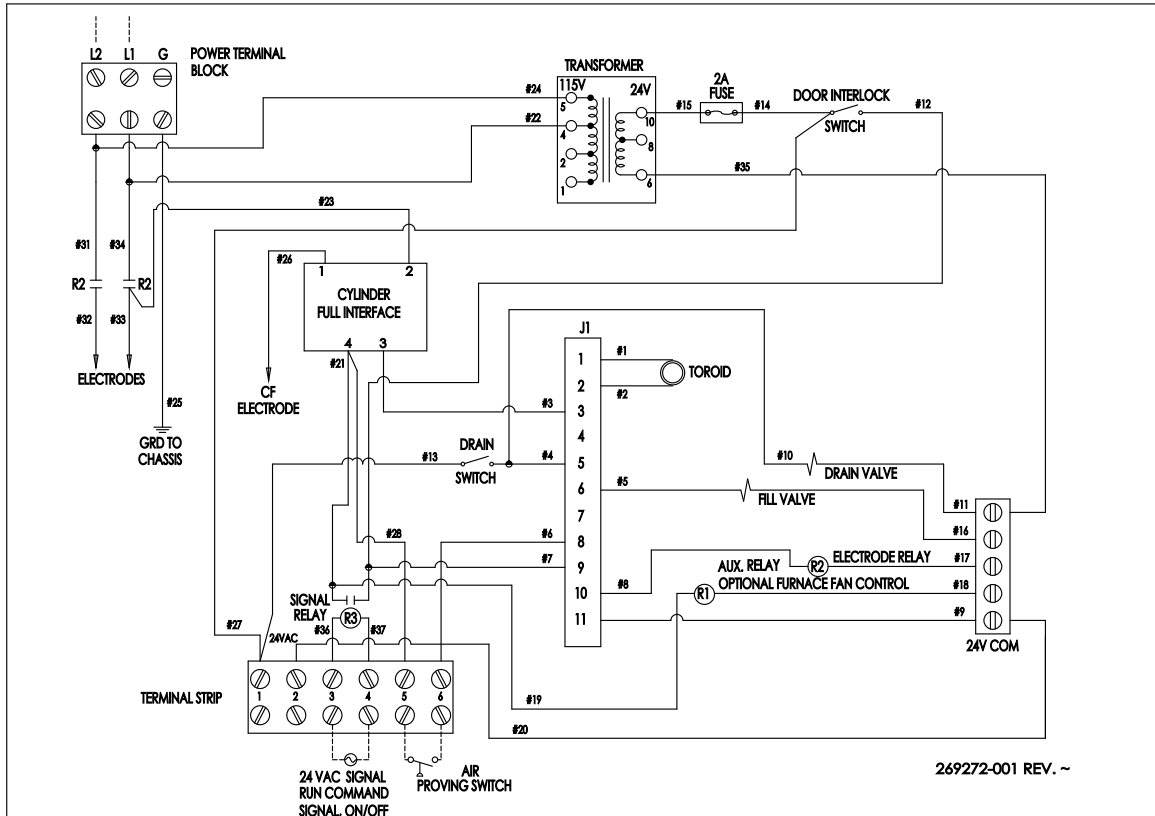 L2 L1 G
POWER TERMINAL
BLOCK
TRANSFORMER
115V 24V
5
4
2
1
10
8
6
#24
#22
2A
FUSE
#15 #14
DOOR INTERLOCK
SWITCH
#12
#35
#23
#31 #34
#26
R2 R2
#32 #33
1 2
CYLINDER
FULL INTERFACE
4 3
#21
ELECTRODES
CF
ELECTRODE
#25
GRD TO
CHASSIS
J1
1
2
3
4
5
6
7
8
9
10
11
#1
TOROID
#2
#3
DRAIN
SWITCH
#13
#4
#10
DRAIN VALVE
#5
FILL VALVE
#11
#16
#28
#6
#7
#17
ELECTRODE RELAY
AUX. RELAY R2
#8
OPTIONAL FURNACE FAN CONTROL
R1
#18
#9
24V COM
SIGNAL
RELAY
R3
#36 #37
#27
24VAC
TERMINAL STRIP
1 2 3 4 5 6
#19
#20
24 VAC SIGNAL
RUN COMMAND
SIGNAL, ON/OFF
AIR
PROVING SWITCH
269272-001 REV. ~